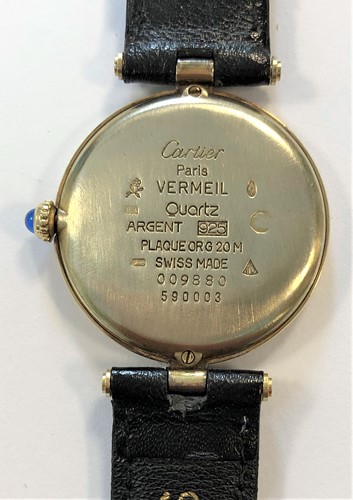 Cartier
Paris
VERMEIL
Quartz
ARGENT 925
PLAQUE OR G 20 M
SWISS MADE
009880
590003